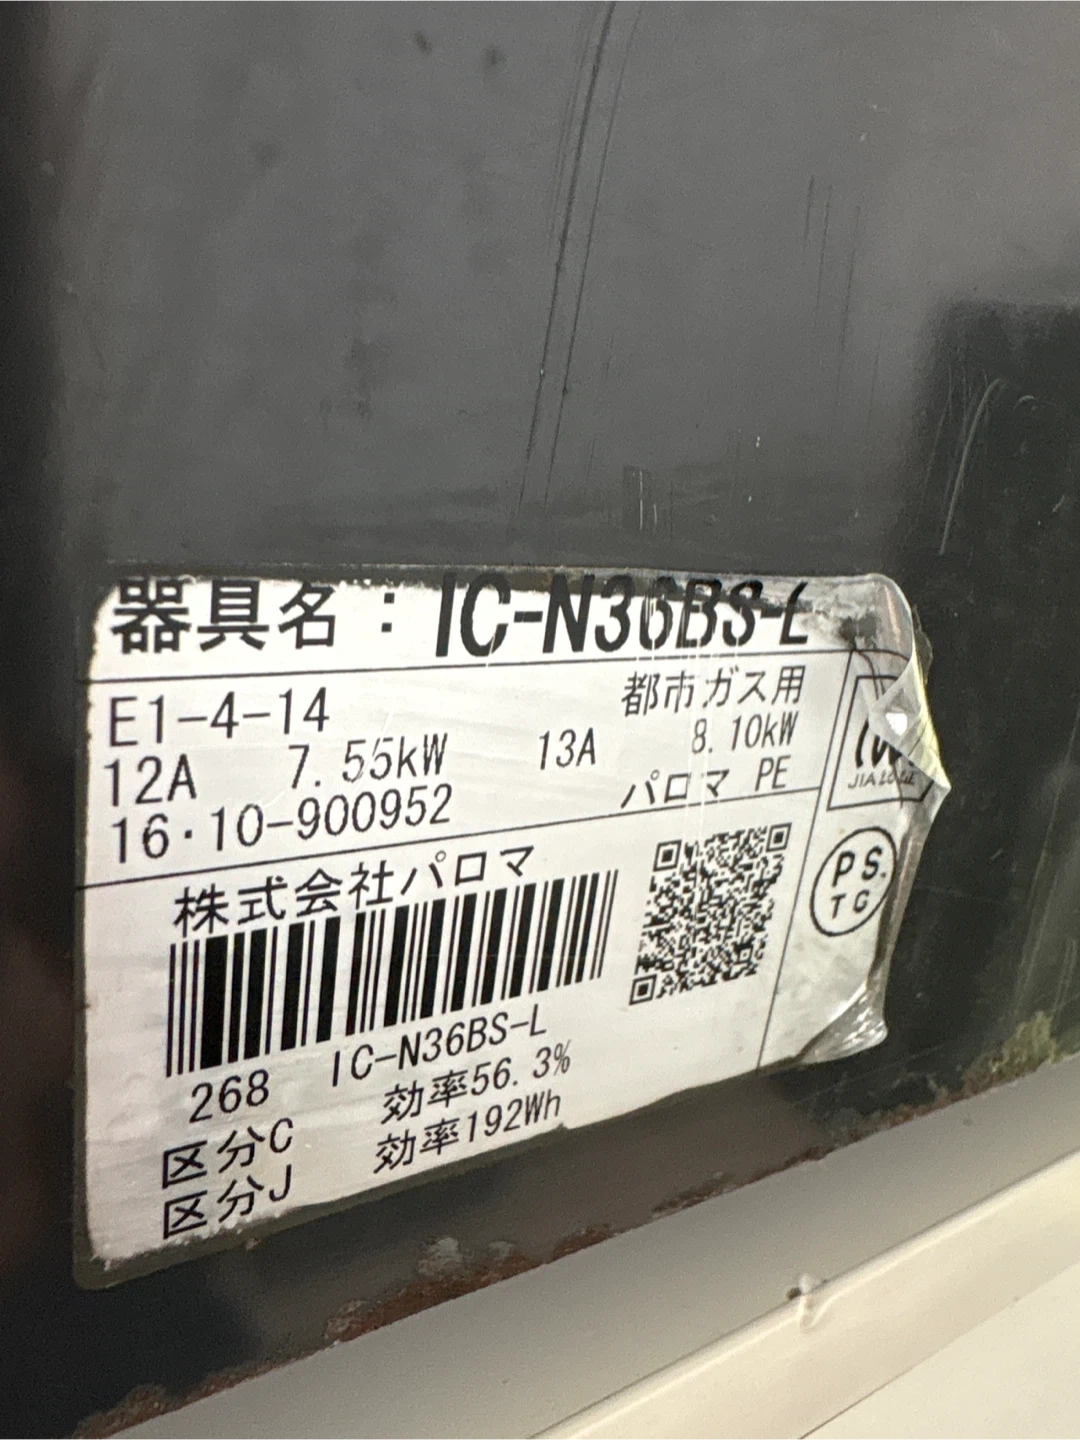 器具名：IC-N36BS-L
E1-4-14 都市ガス用
12A 7.55kW 13A 8.10kW
16・10-900952 パロマ PE
JIA
PS
TG
株式会社パロマ
268 IC-N36BS-L
区分C 効率56.3%
区分J 効率192Wh